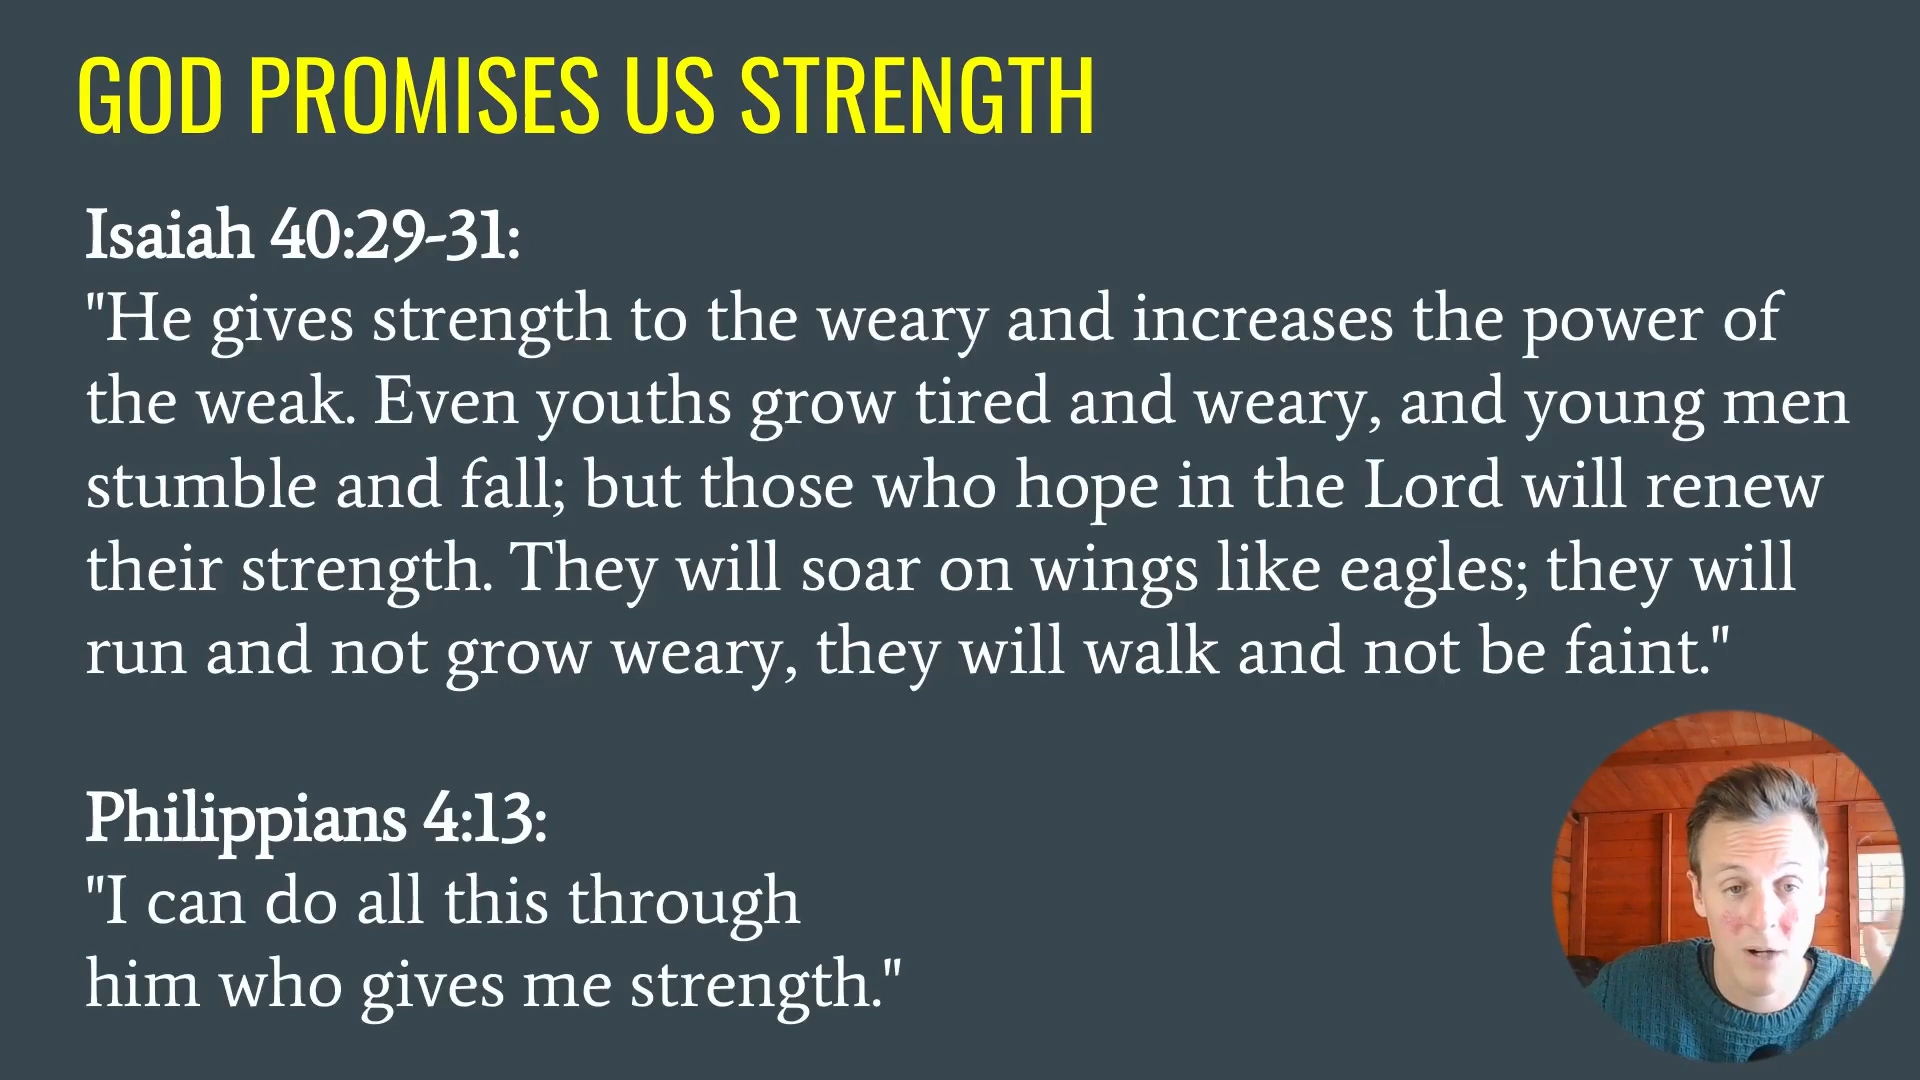 GOD PROMISES US STRENGTH
Isaiah 40:29-31:
"He gives strength to the weary and increases the power of
the weak. Even youths grow tired and weary, and young men
stumble and fall; but those who hope in the Lord will renew
their strength. They will soar on wings like eagles; they will
run and not grow weary, they will walk and not be faint."
Philippians 4:13:
"I can do all this through
him who gives me strength."